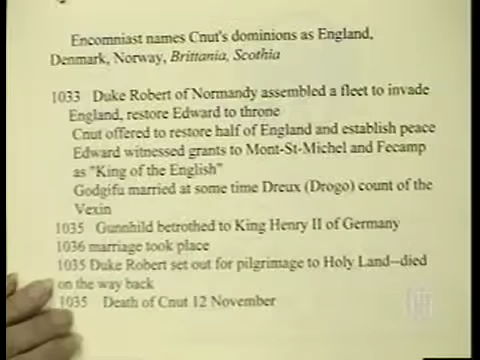 Encomniast names Cnut's dominions as England,
Denmark, Norway, Brittania, Scothia
1033 Duke Robert of Normandy assembled a fleet to invade
England, restore Edward to throne
Cnut offered to restore half of England and establish peace
Edward witnessed grants to Mont-St-Michel and Fecamp
as "King of the English"
Godgifu married at some time Dreux (Drogo) count of the
Vexin
1035 Gunnhild betrothed to King Henry II of Germany
1036 marriage took place
1035 Duke Robert set out for pilgrimage to Holy Land--died
on the way back
1035 Death of Cnut 12 November